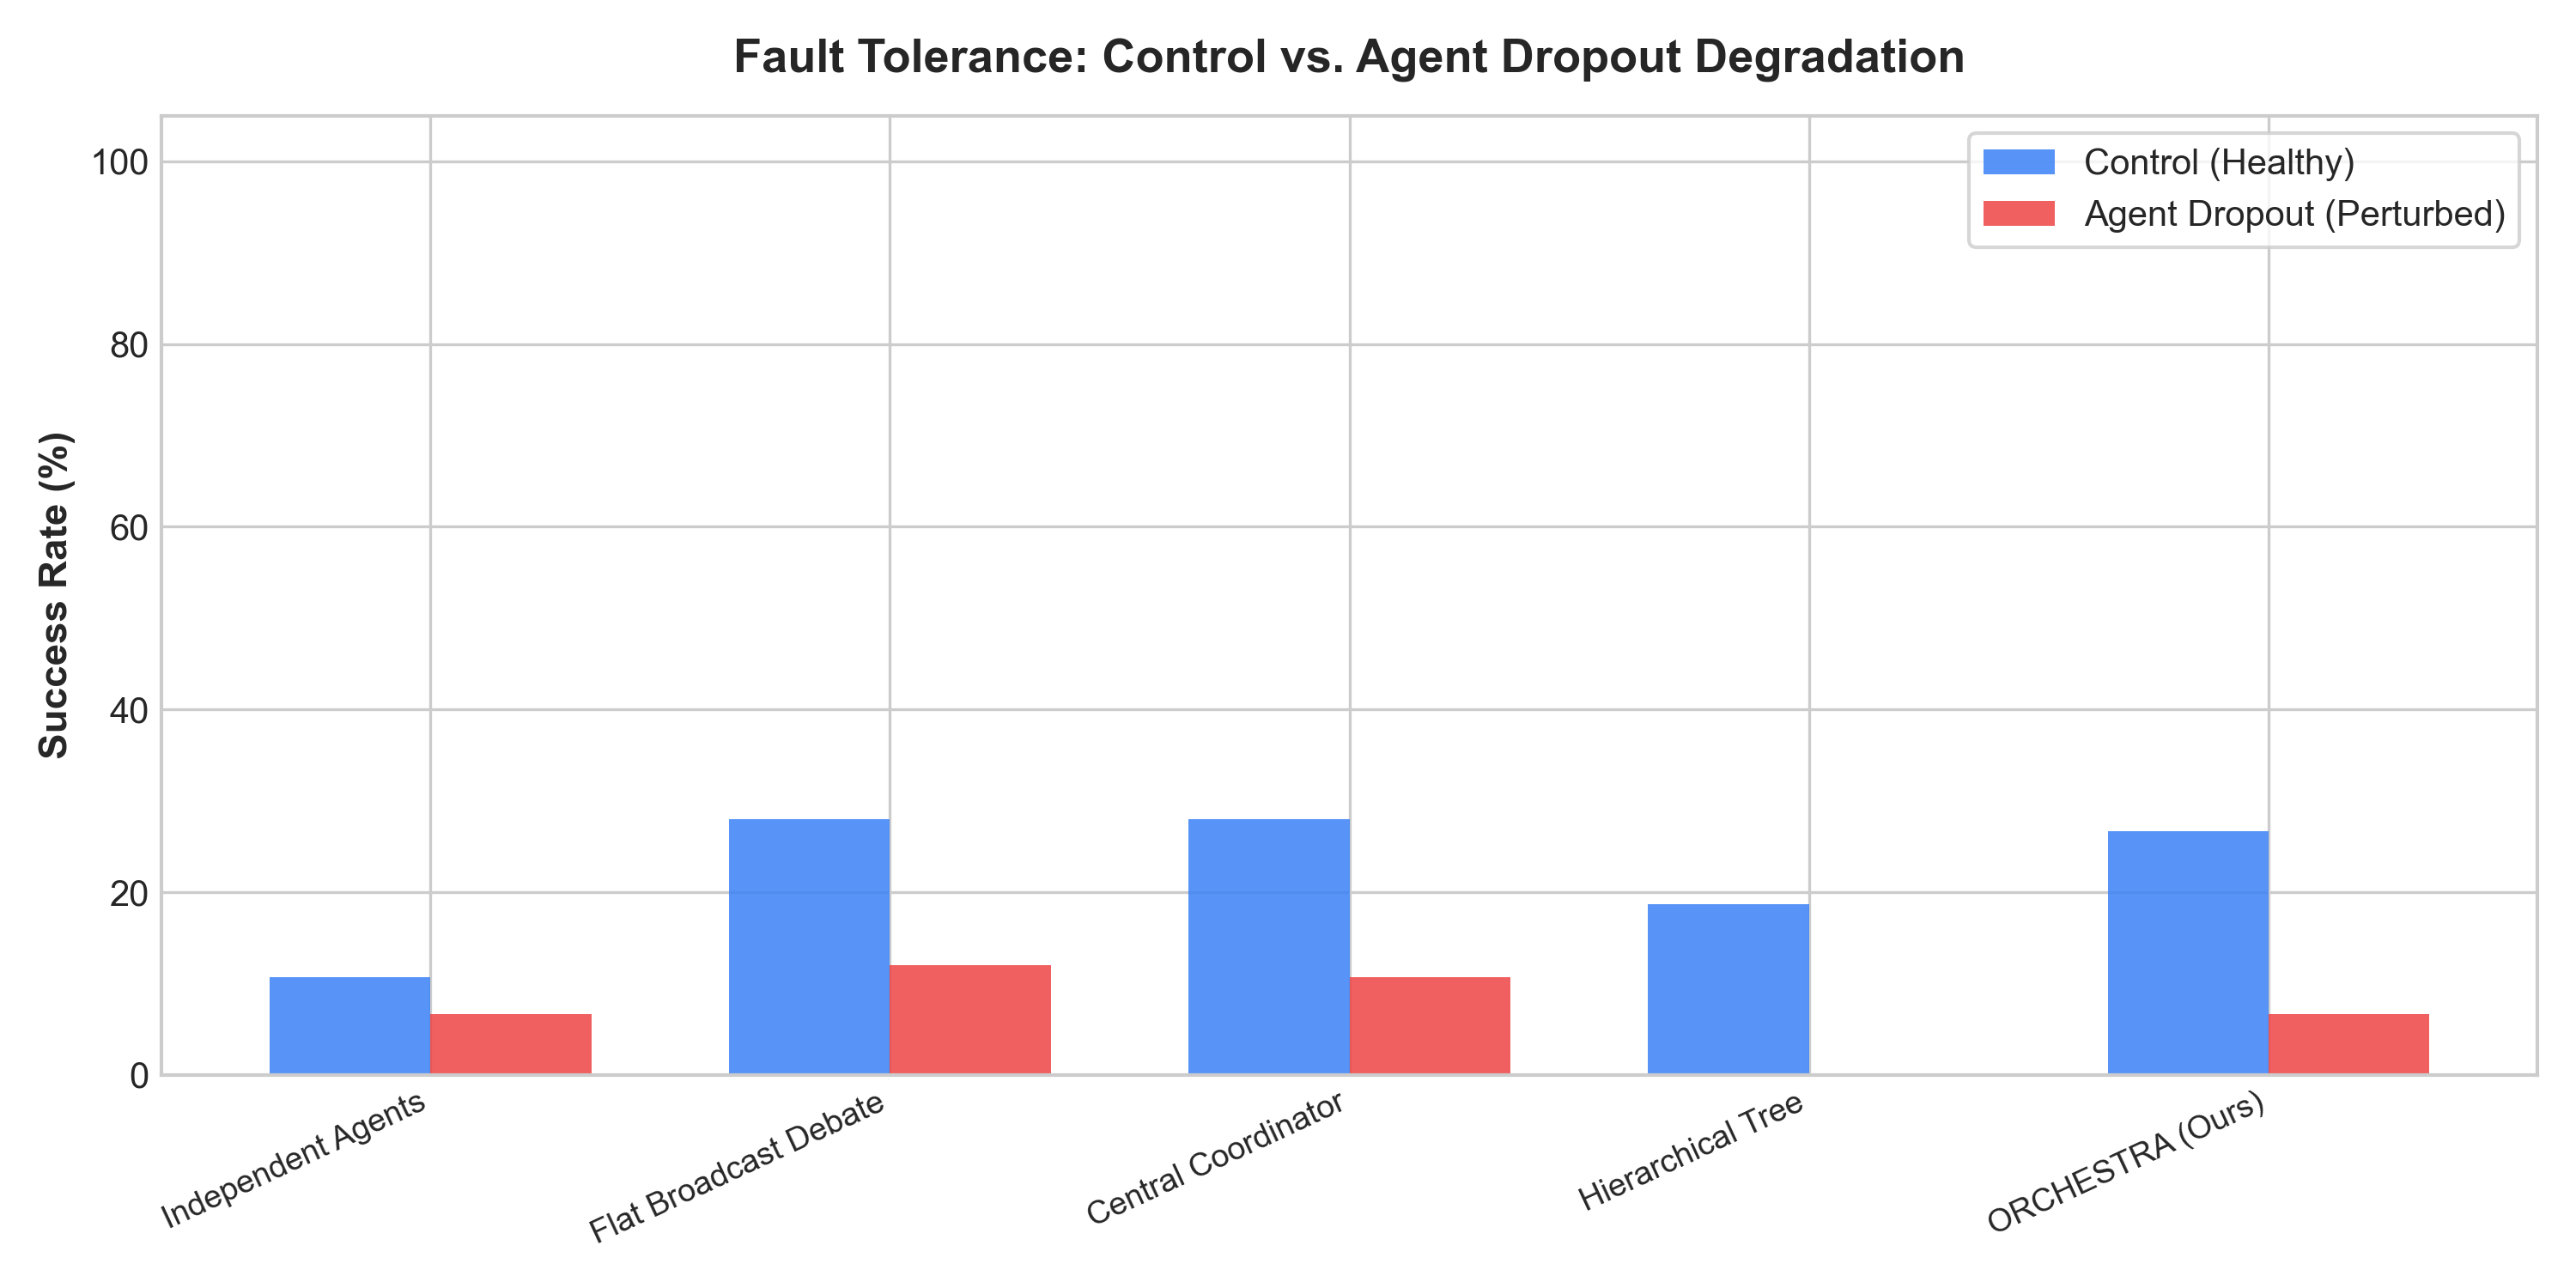 Fault Tolerance: Control vs. Agent Dropout Degradation
Control (Healthy)
Agent Dropout (Perturbed)
Success Rate (%)
100
80
60
40
20
0
Independent Agents
Flat Broadcast Debate
Central Coordinator
Hierarchical Tree
ORCHESTRA (Ours)